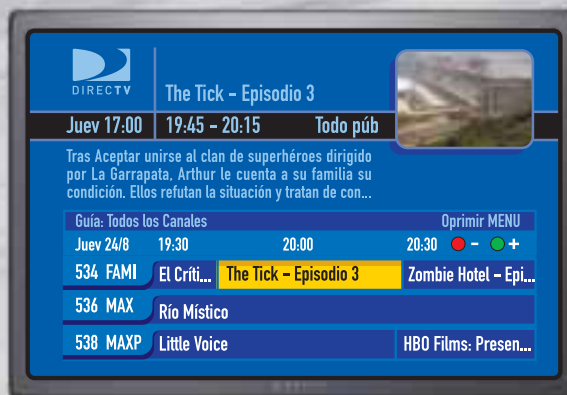 DIRECTV
The Tick - Episodio 3
Juev 17:00 19:45 - 20:15 Todo púb
Tras Aceptar unirse al clan de superhéroes dirigido
por La Garrapata, Arthur le cuenta a su familia su
condición. Ellos refutan la situación y tratan de con...
Guía: Todos los Canales Oprimir MENU
Juev 24/8 19:30 20:00 20:30 - +
534 FAMI El Críti... The Tick - Episodio 3 Zombie Hotel - Epi...
536 MAX Río Místico
538 MAXP Little Voice HBO Films: Presen...